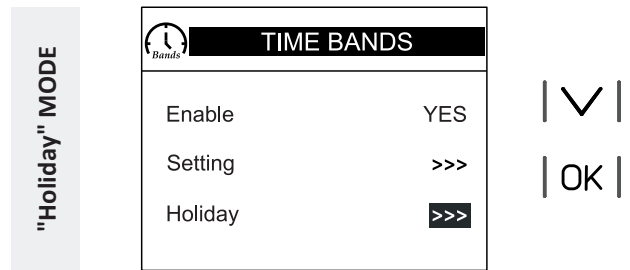 "Holiday" MODE
Bands
TIME BANDS
Enable YES
Setting >>>
Holiday >>>
OK